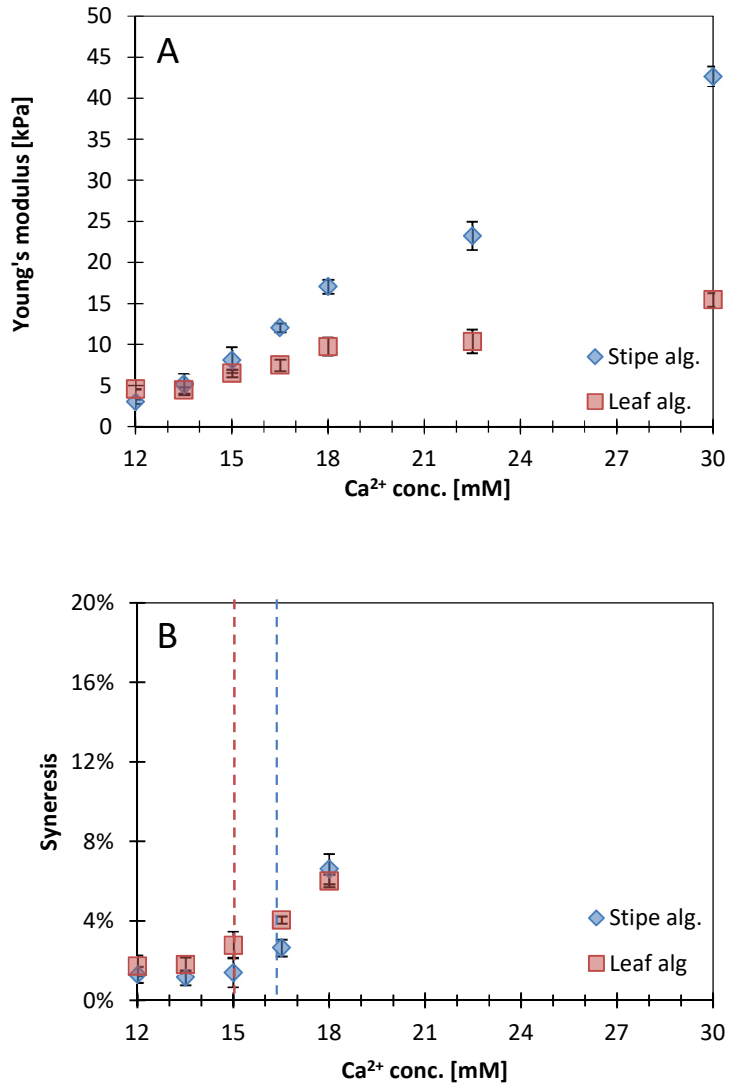 50
45
40
35
30
25
20
15
10
5
0
Young's modulus [kPa]
A
Stipe alg.
Leaf alg.
12 15 18 21 24 27 30
Ca²⁺ conc. [mM]
20%
16%
12%
8%
4%
0%
Syneresis
B
Stipe alg.
Leaf alg
12 15 18 21 24 27 30
Ca²⁺ conc. [mM]